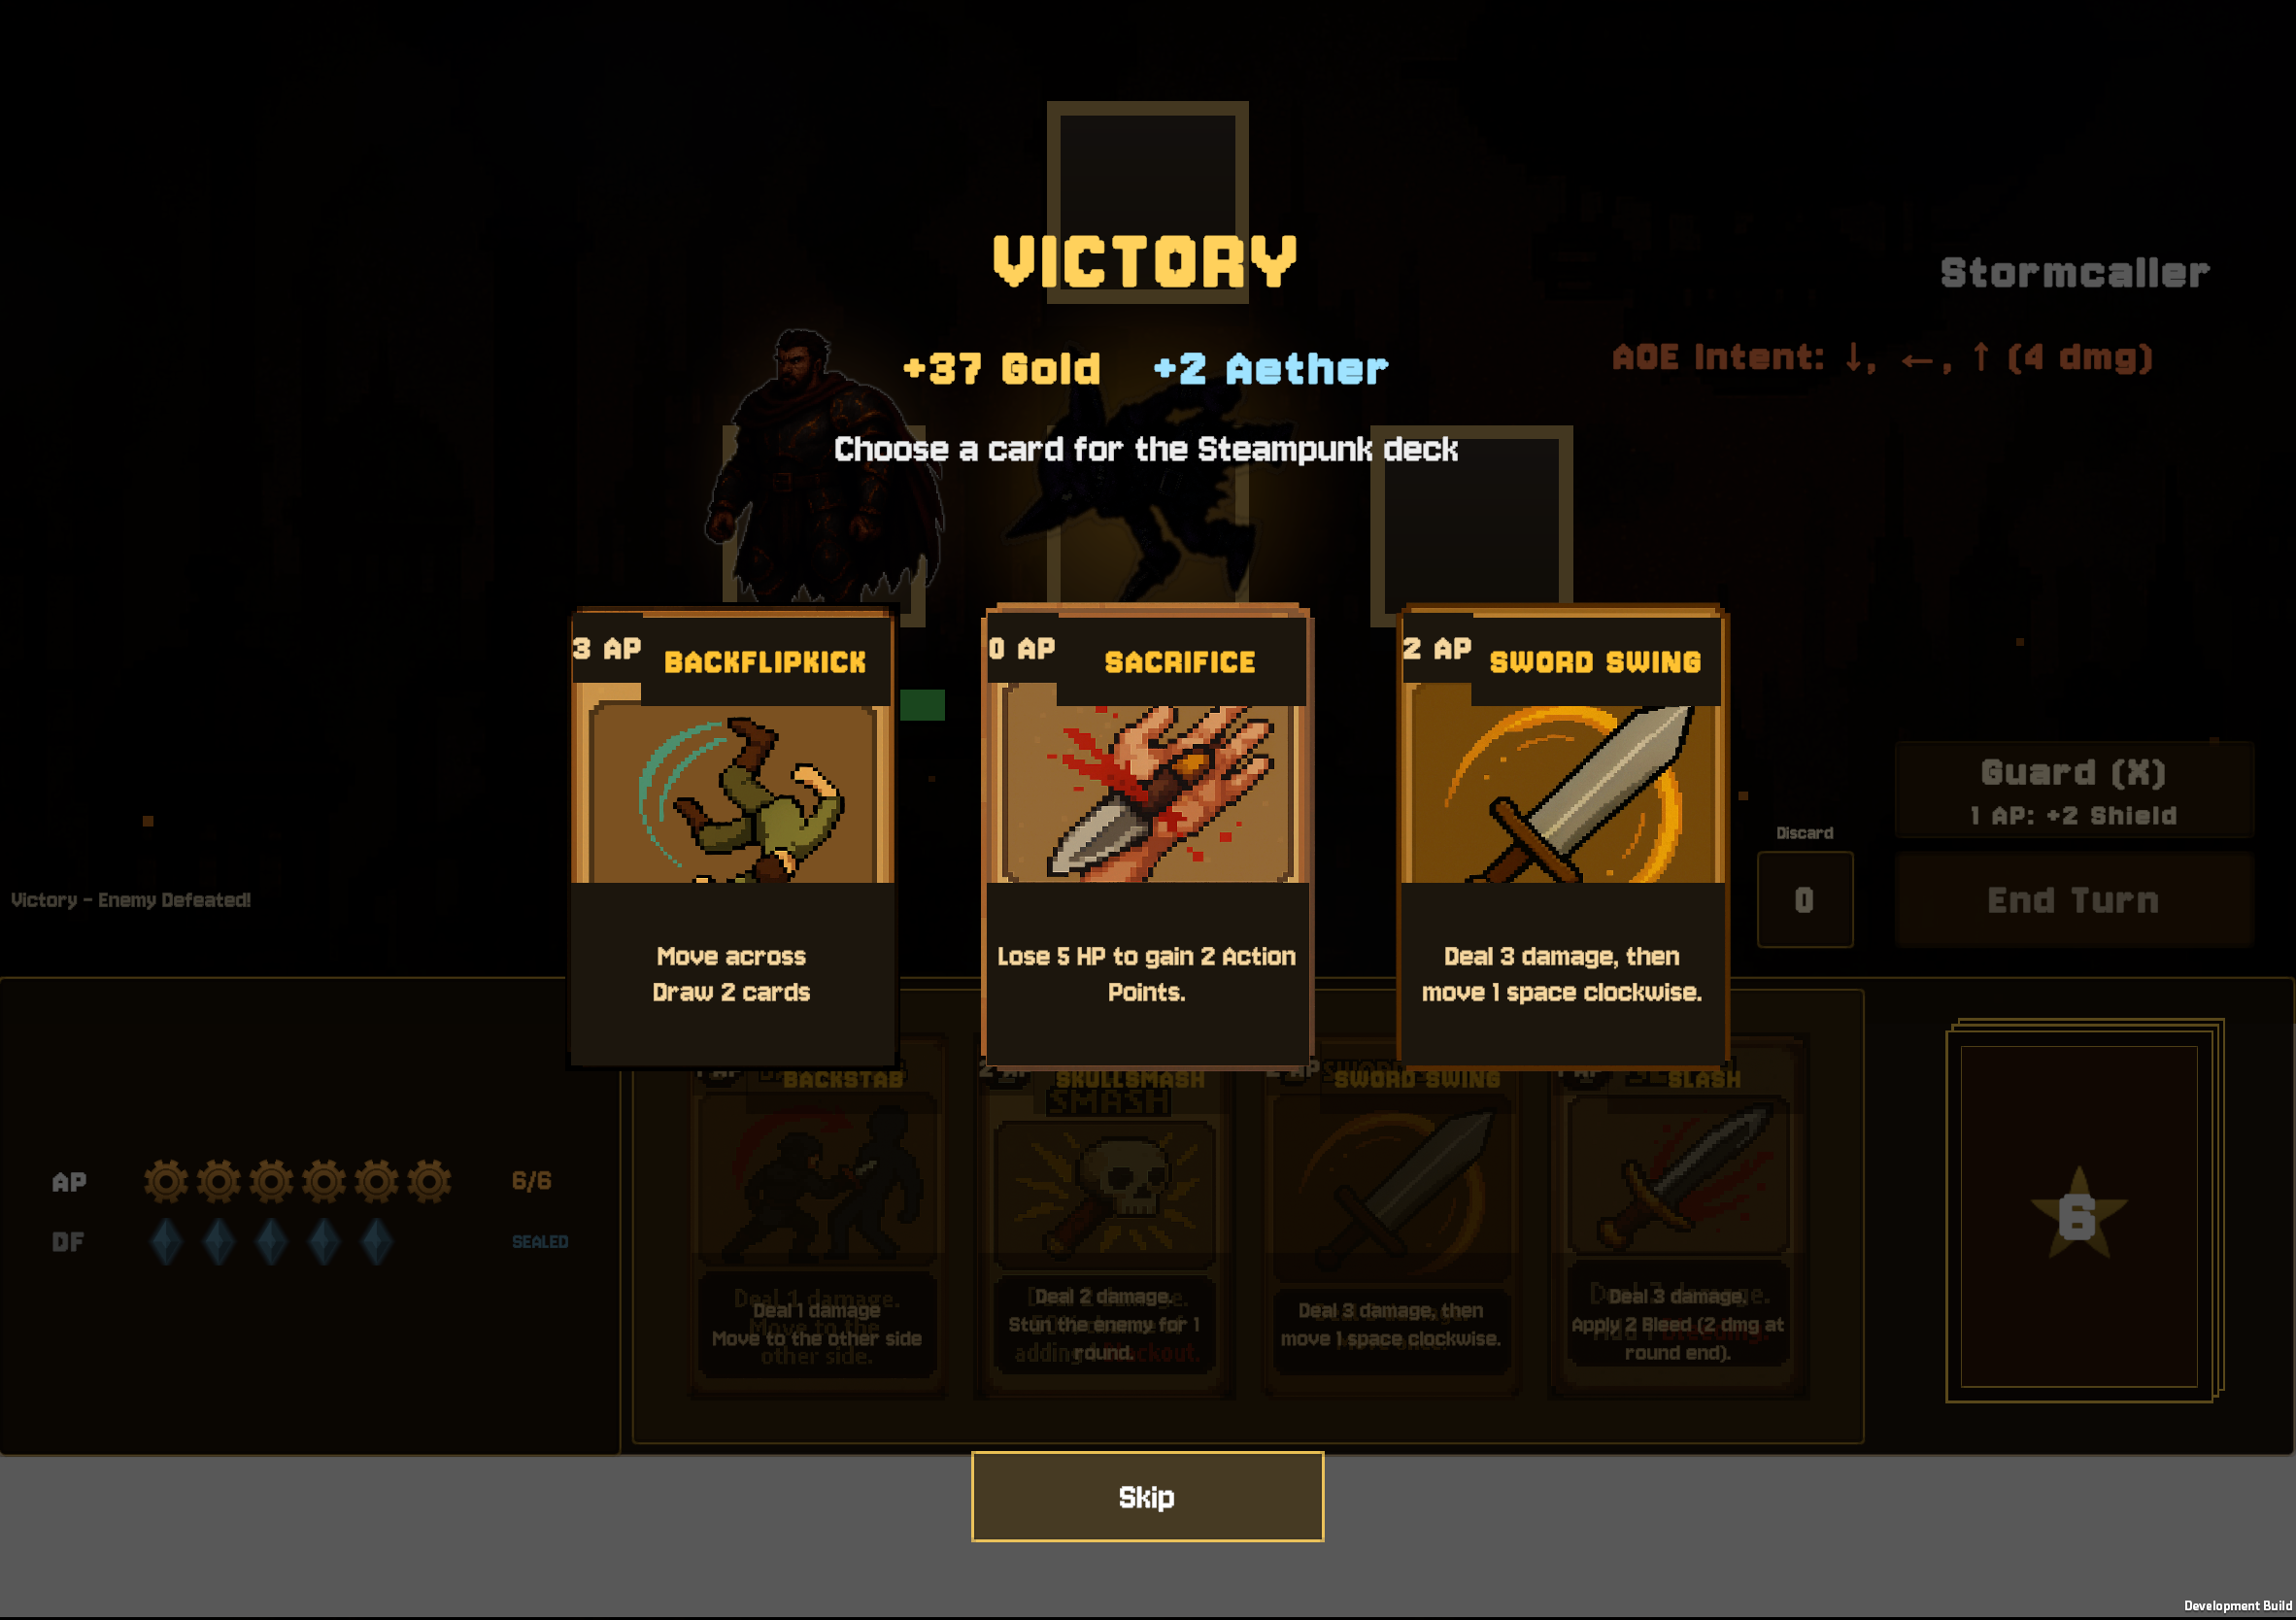 VICTORY
Stormcaller
AOE Intent: ↓, ←, ↑ (4 dmg)
+37 Gold +2 Aether
Choose a card for the Steampunk deck
3 AP BACKFLIPKICK
0 AP SACRIFICE
2 AP SWORD SWING
Move across
Draw 2 cards
Lose 5 HP to gain 2 Action
Points.
Deal 3 damage, then
move 1 space clockwise.
Guard (X)
1 AP: +2 Shield
Discard
0
End Turn
Victory - Enemy Defeated!
BACKSTAB
SKULLSMASH
SMASH
SWORD SWING
SLASH
AP 6/6
DF SEALED
6
Deal 1 damage
Move to the other side
other side.
Deal 2 damage.
Stun the enemy for 1
round.
Deal 3 damage, then
move 1 space clockwise.
Deal 3 damage.
Apply 2 Bleed (2 dmg at
round end).
Skip
Development Build